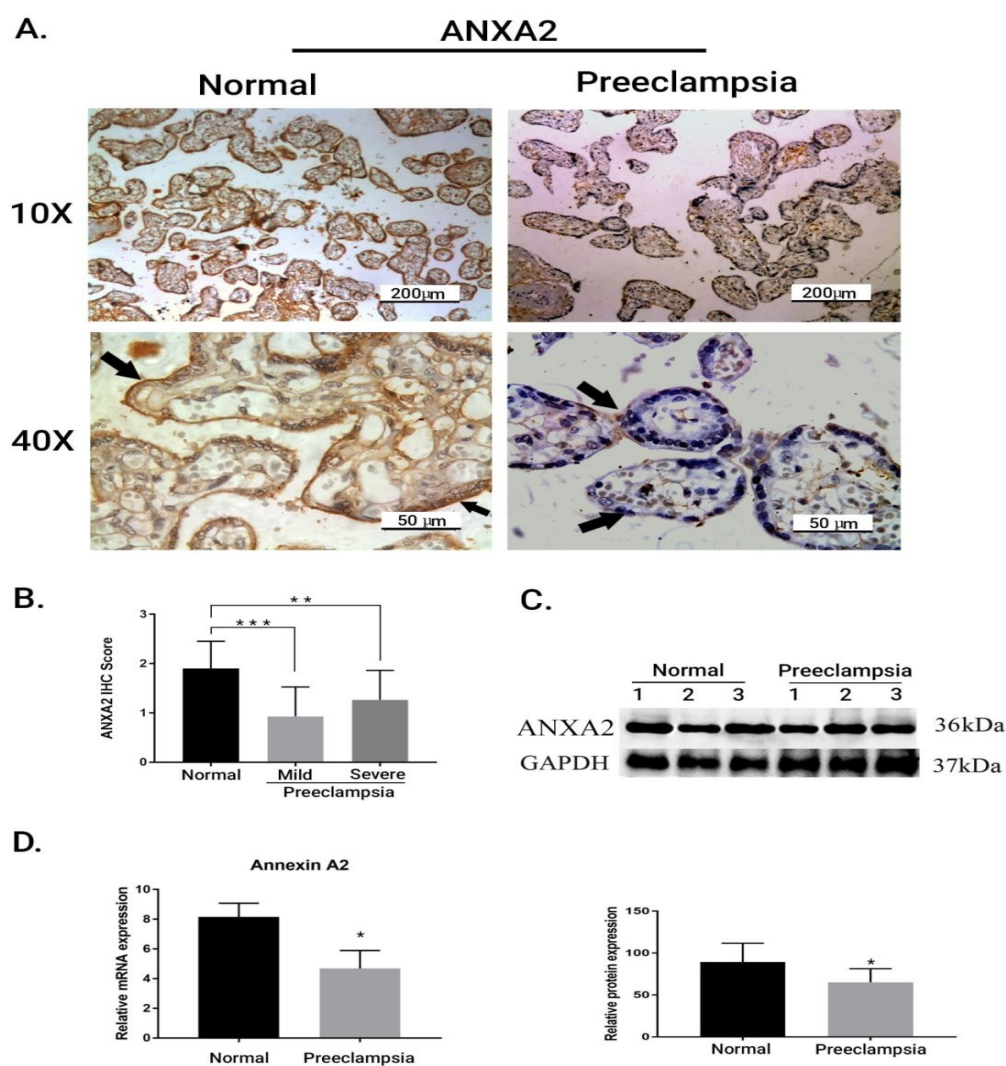 A.
ANXA2
Normal Preeclampsia
10X
200μm 200μm
40X
50 μm 50 μm
B.
ANXA2 IHC Score
3
2
1
0
**
***
Normal Mild Severe
Preeclampsia
C.
Normal Preeclampsia
1 2 3 1 2 3
ANXA2 36kDa
GAPDH 37kDa
D.
Annexin A2
Relative mRNA expression
10
8
6
4
2
0
*
Normal Preeclampsia
Relative protein expression
150
100
50
0
*
Normal Preeclampsia